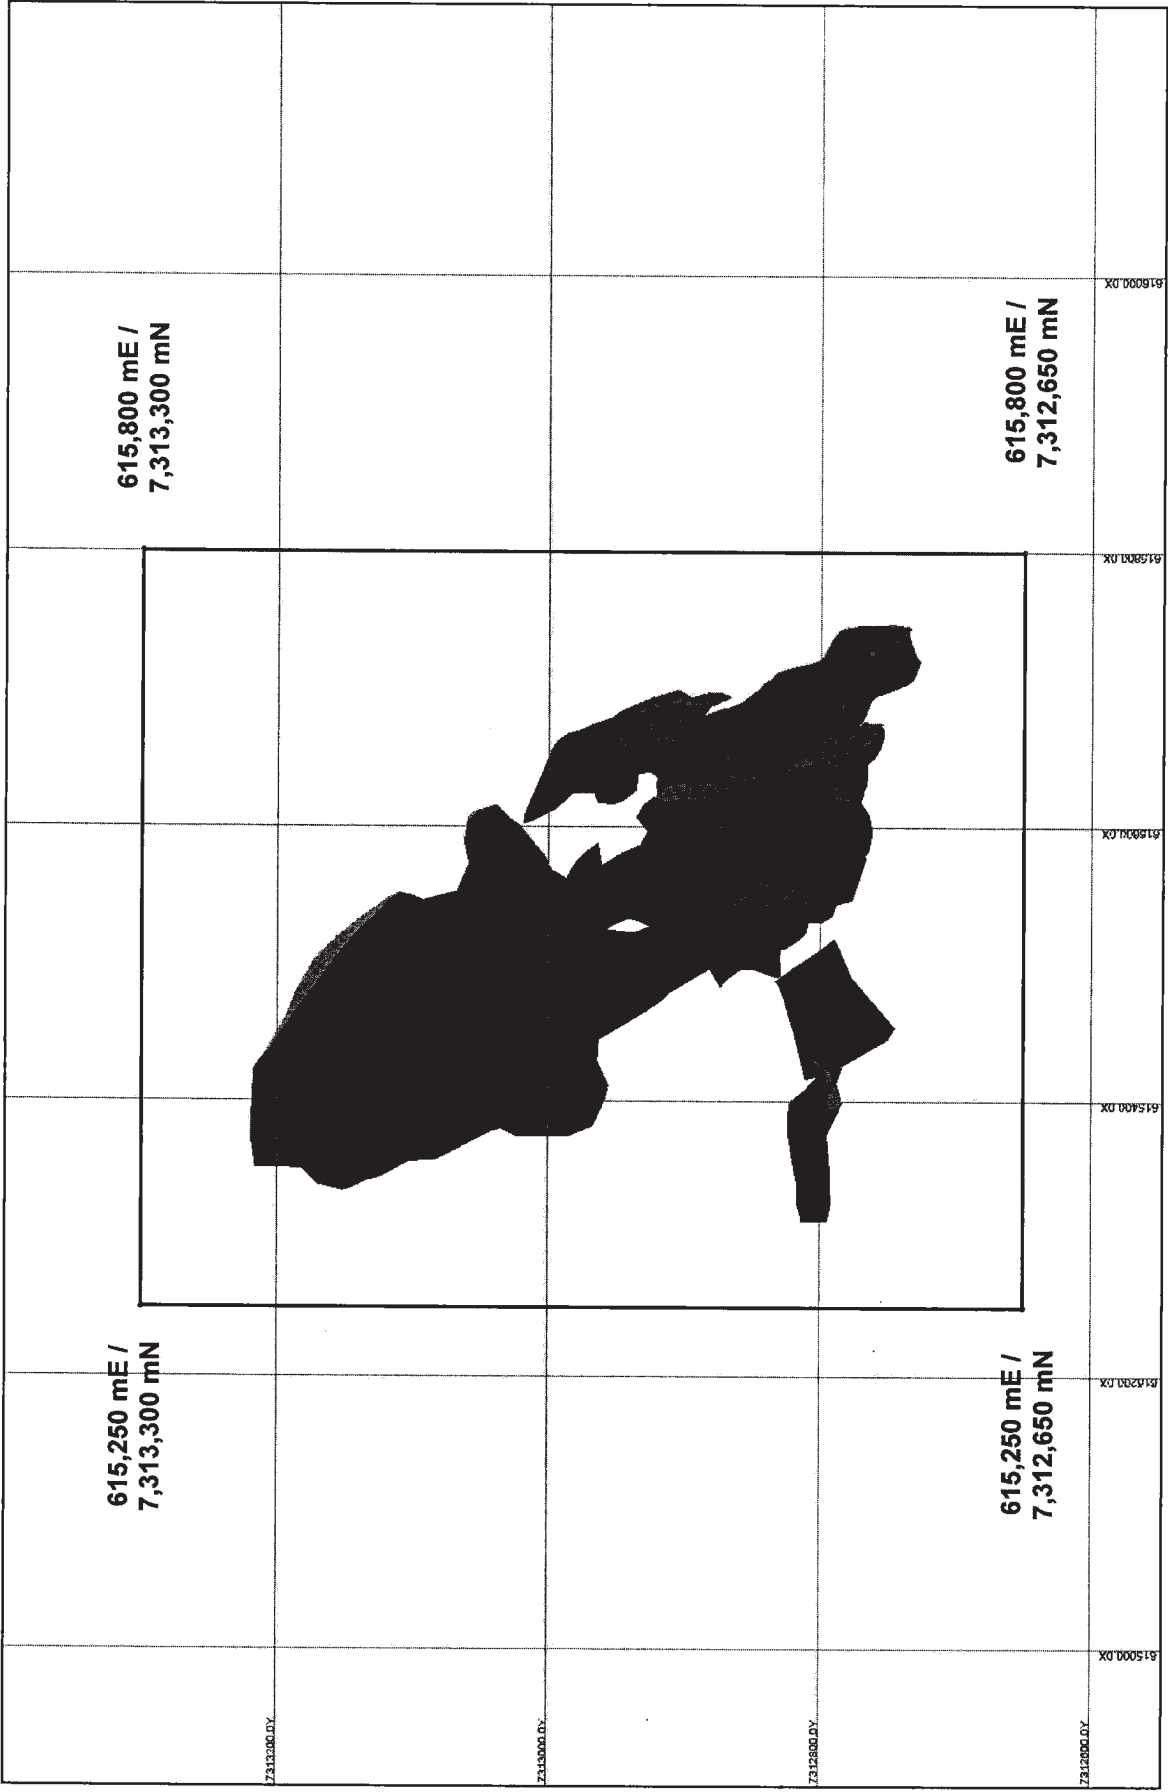 615,250 mE /
7,313,300 mN
615,800 mE /
7,313,300 mN
7313200.0Y
7313000.0Y
7312800.0Y
615,250 mE /
7,312,650 mN
615,800 mE /
7,312,650 mN
7312600.0Y
615000.0X
615200.0X
615400.0X
615600.0X
615800.0X
616000.0X